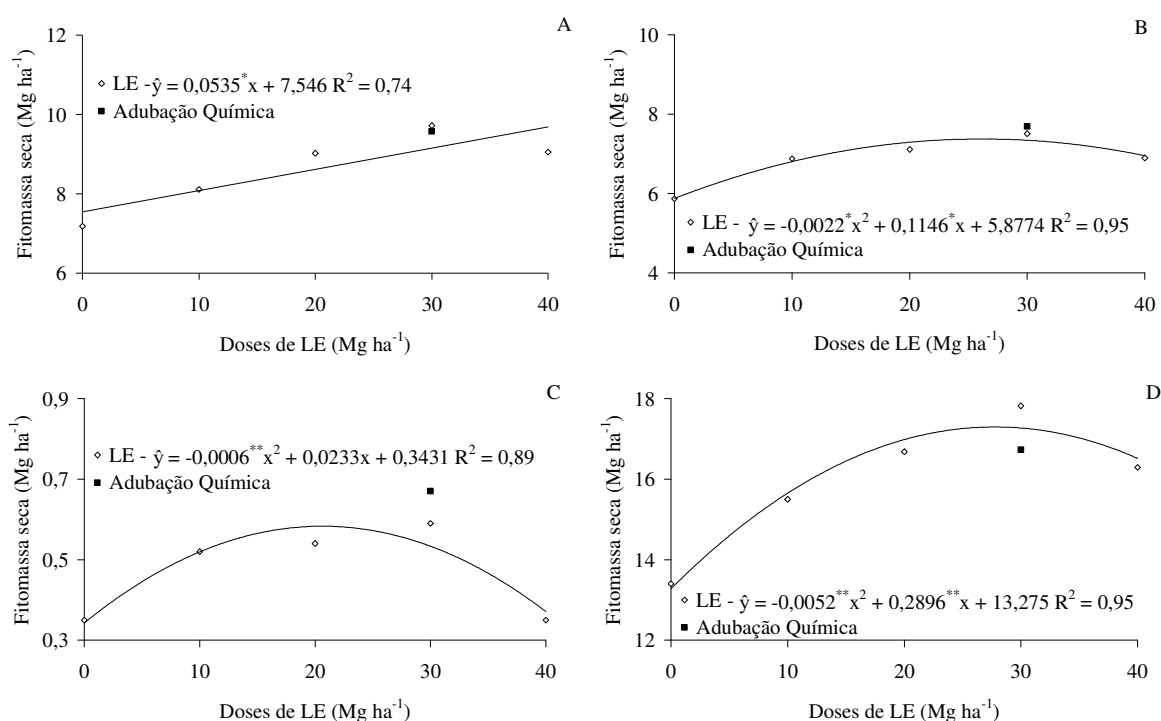 A
Fitomassa seca (Mg ha⁻¹)
12
10
8
6
LE -ŷ = 0,0535*x + 7,546 R² = 0,74
Adubação Química
0 10 20 30 40
Doses de LE (Mg ha⁻¹)
B
Fitomassa seca (Mg ha⁻¹)
10
8
6
4
LE - ŷ = -0,0022*x² + 0,1146*x + 5,8774 R² = 0,95
Adubação Química
0 10 20 30 40
Doses de LE (Mg ha⁻¹)
C
Fitomassa seca (Mg ha⁻¹)
0,9
0,7
0,5
0,3
LE - ŷ = -0,0006**x² + 0,0233x + 0,3431 R² = 0,89
Adubação Química
0 10 20 30 40
Doses de LE (Mg ha⁻¹)
D
Fitomassa seca (Mg ha⁻¹)
18
16
14
12
LE - ŷ = -0,0052**x² + 0,2896**x + 13,275 R² = 0,95
Adubação Química
0 10 20 30 40
Doses de LE (Mg ha⁻¹)